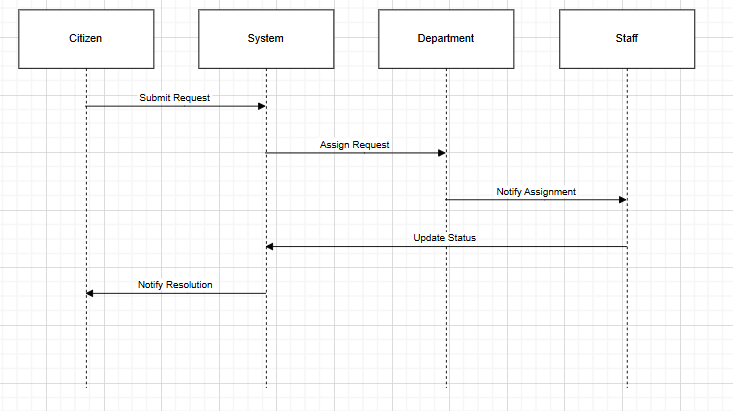 Citizen
System
Department
Staff
Submit Request
Assign Request
Notify Assignment
Update Status
Notify Resolution